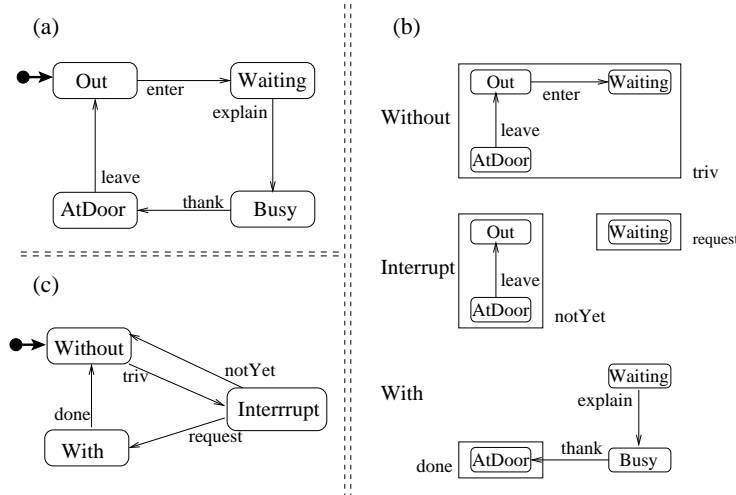 (a)
Out
enter
Waiting
explain
leave
AtDoor
thank
Busy
(c)
Without
triv
notYet
done
Interrrupt
With
request
(b)
Out
Waiting
enter
Without
leave
AtDoor
triv
Out
Waiting
request
Interrupt
leave
AtDoor
notYet
Waiting
With
explain
done
AtDoor
thank
Busy